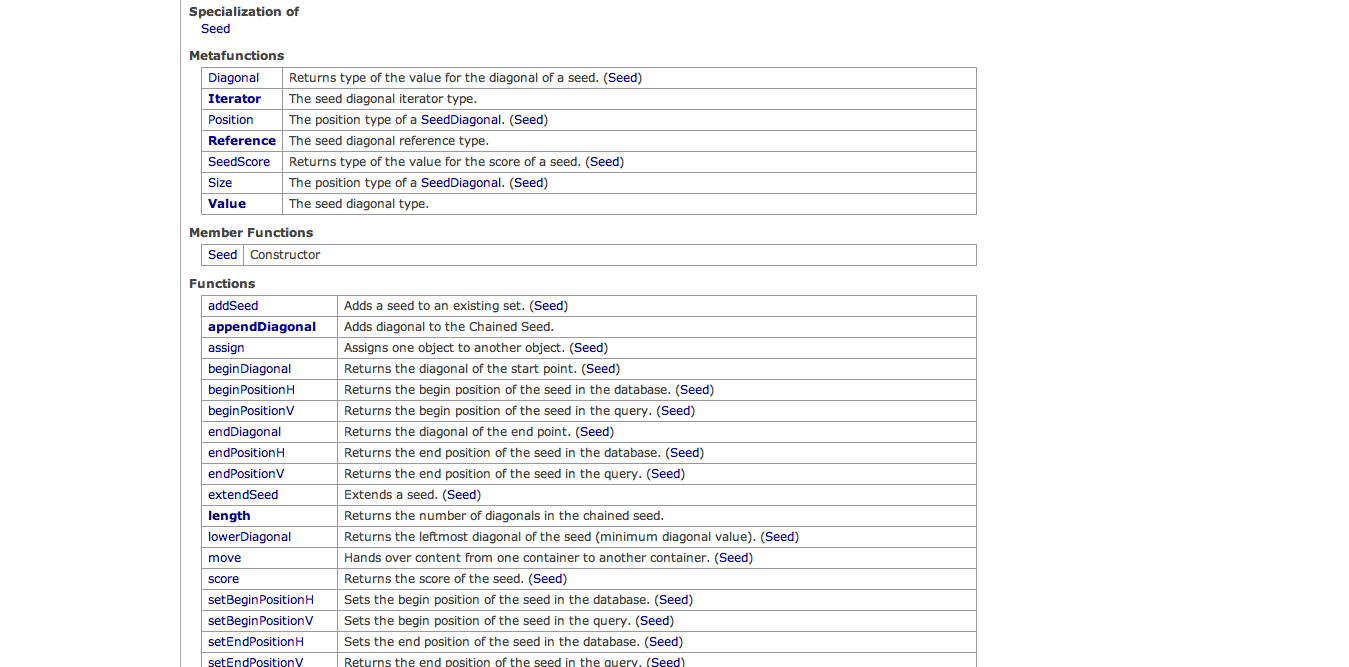 Specialization of
Seed
Metafunctions
Diagonal Returns type of the value for the diagonal of a seed. (Seed)
Iterator The seed diagonal iterator type.
Position The position type of a SeedDiagonal. (Seed)
Reference The seed diagonal reference type.
SeedScore Returns type of the value for the score of a seed. (Seed)
Size The position type of a SeedDiagonal. (Seed)
Value The seed diagonal type.
Member Functions
Seed Constructor
Functions
addSeed Adds a seed to an existing set. (Seed)
appendDiagonal Adds diagonal to the Chained Seed.
assign Assigns one object to another object. (Seed)
beginDiagonal Returns the diagonal of the start point. (Seed)
beginPositionH Returns the begin position of the seed in the database. (Seed)
beginPositionV Returns the begin position of the seed in the query. (Seed)
endDiagonal Returns the diagonal of the end point. (Seed)
endPositionH Returns the end position of the seed in the database. (Seed)
endPositionV Returns the end position of the seed in the query. (Seed)
extendSeed Extends a seed. (Seed)
length Returns the number of diagonals in the chained seed.
lowerDiagonal Returns the leftmost diagonal of the seed (minimum diagonal value). (Seed)
move Hands over content from one container to another container. (Seed)
score Returns the score of the seed. (Seed)
setBeginPositionH Sets the begin position of the seed in the database. (Seed)
setBeginPositionV Sets the begin position of the seed in the query. (Seed)
setEndPositionH Sets the end position of the seed in the database. (Seed)
setEndPositionV Returns the end position of the seed in the query. (Seed)